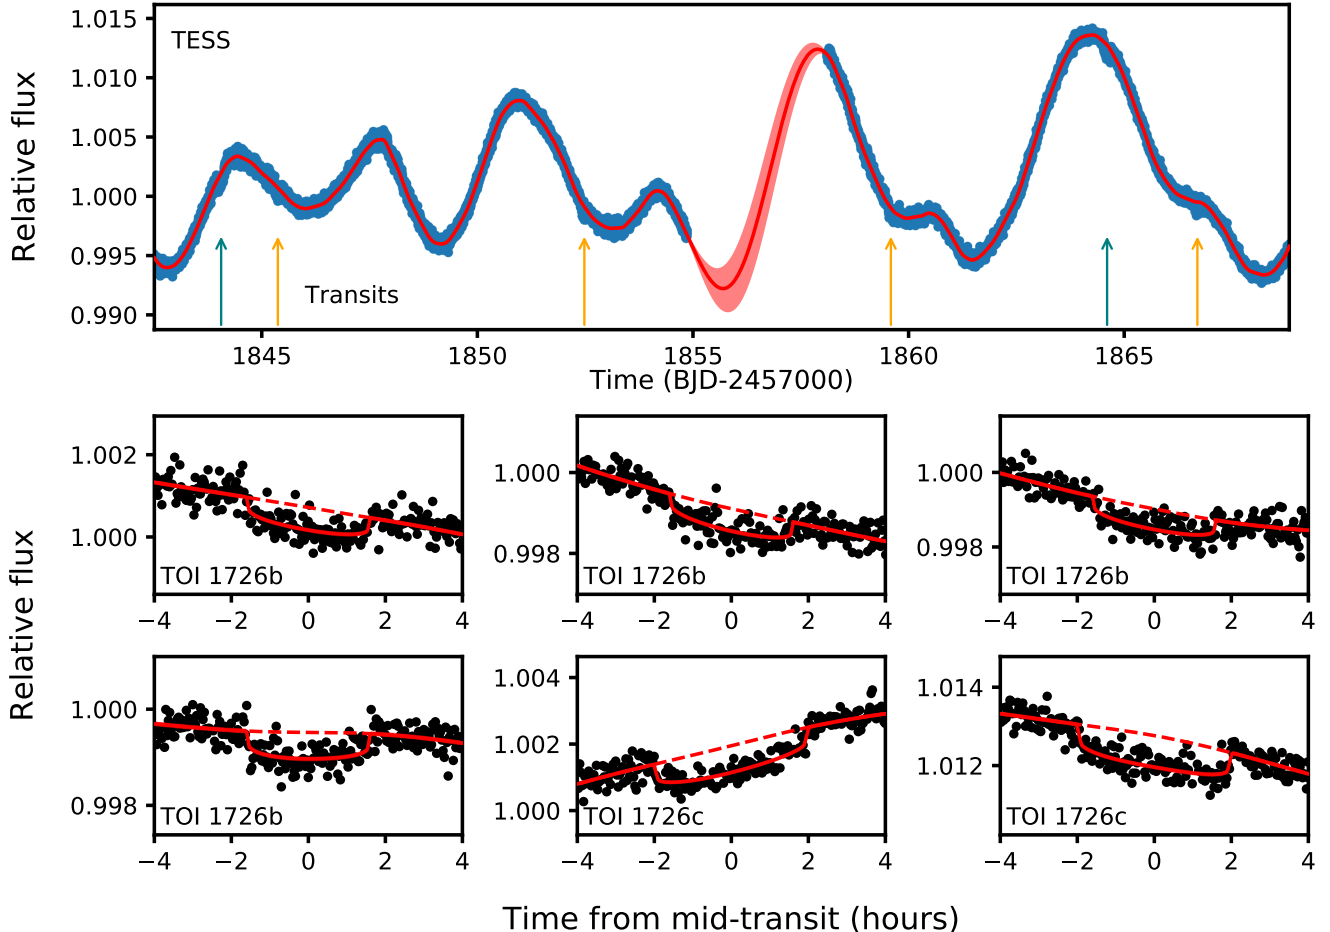 1.015
1.010
1.005
1.000
0.995
0.990
Relative flux
TESS
Transits
1845 1850 1855 1860 1865
Time (BJD-2457000)
Relative flux
1.002
1.000
TOI 1726b
−4 −2 0 2 4
1.000
0.998
TOI 1726b
−4 −2 0 2 4
1.000
0.998
TOI 1726b
−4 −2 0 2 4
1.000
0.998
TOI 1726b
−4 −2 0 2 4
1.004
1.002
1.000
TOI 1726c
−4 −2 0 2 4
1.014
1.012
TOI 1726c
−4 −2 0 2 4
Time from mid-transit (hours)